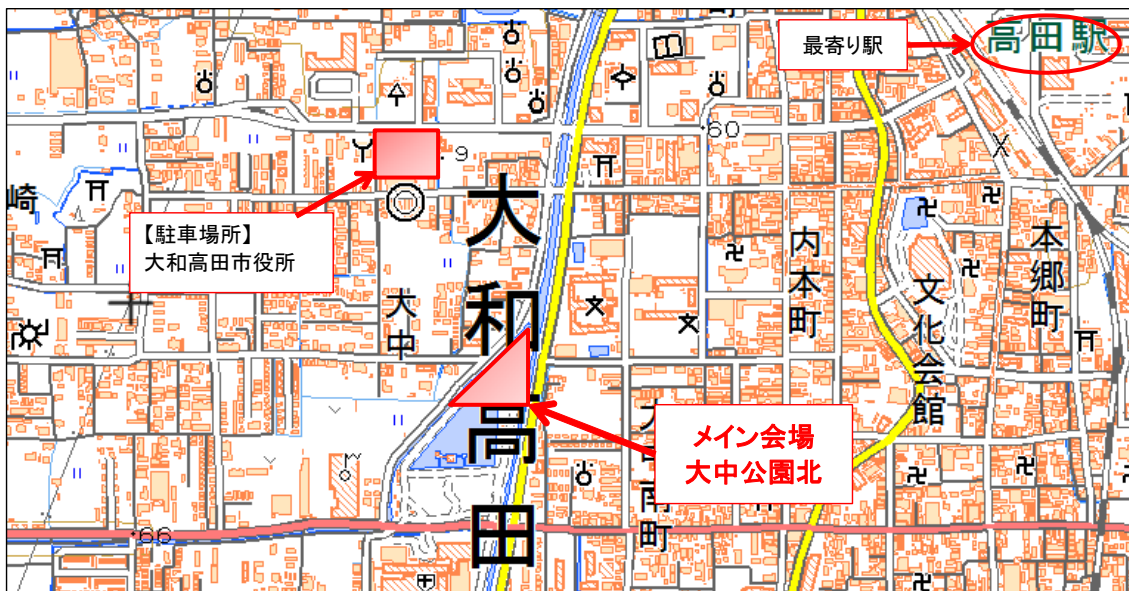 最寄り駅
高田駅
60
. 9
崎
【駐車場所】
大和高田市役所
大和高田
大中
内本町
本郷町
文化会館
メイン会場
大中公園北
南町
66